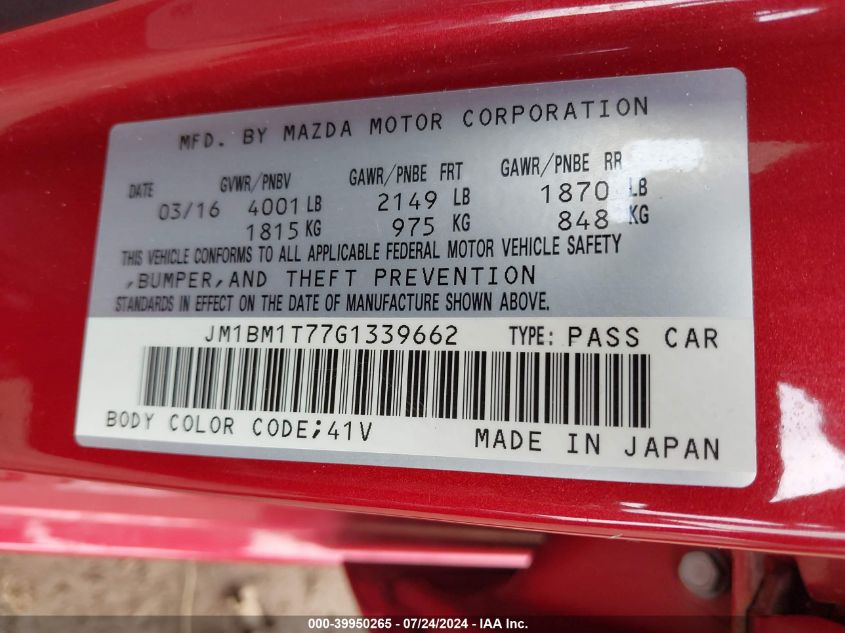 MFD. BY MAZDA MOTOR CORPORATION
DATE GVWR/PNBV GAWR/PNBE FRT GAWR/PNBE RR
03/16 4001 LB 2149 LB 1870 LB
1815 KG 975 KG 848 KG
THIS VEHICLE CONFORMS TO ALL APPLICABLE FEDERAL MOTOR VEHICLE SAFETY
,BUMPER,AND THEFT PREVENTION
STANDARDS IN EFFECT ON THE DATE OF MANUFACTURE SHOWN ABOVE.
JM1BM1T77G1339662 TYPE: PASS CAR
BODY COLOR CODE;41V MADE IN JAPAN
000-39950265 - 07/24/2024 - IAA Inc.